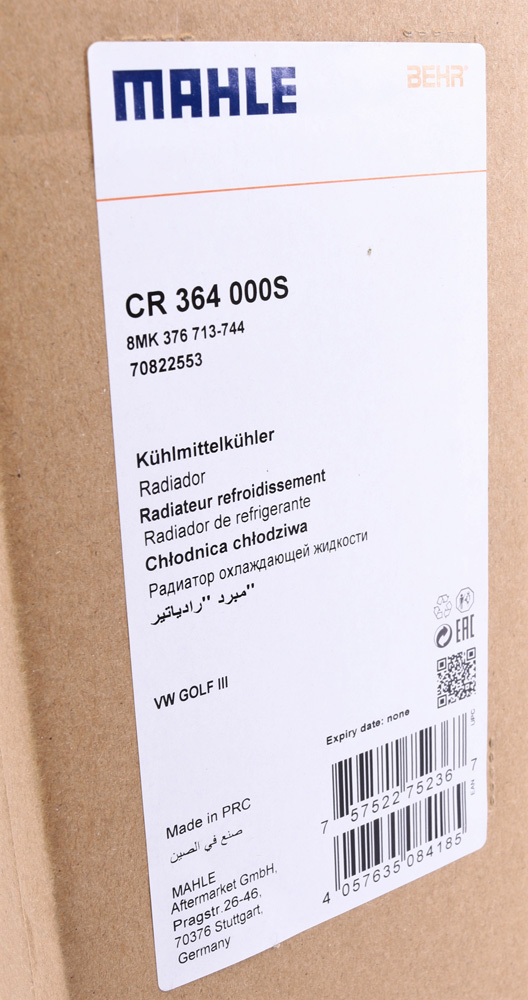 MAHLE
BEHR®
CR 364 000S
8MK 376 713-744
70822553
Kühlmittelkühler
Radiador
Radiateur refroidissement
Radiador de refrigerante
Chłodnica chłodziwa
Радиатор охлаждающей жидкости
مبرد "رادياتير"
VW GOLF III
EAC
Expiry date: none
UPC
7 57522 75236 7
EAN
4 057635 084185
Made in PRC
صنع في الصين
MAHLE
Aftermarket GmbH,
Pragstr.26-46,
70376 Stuttgart,
Germany